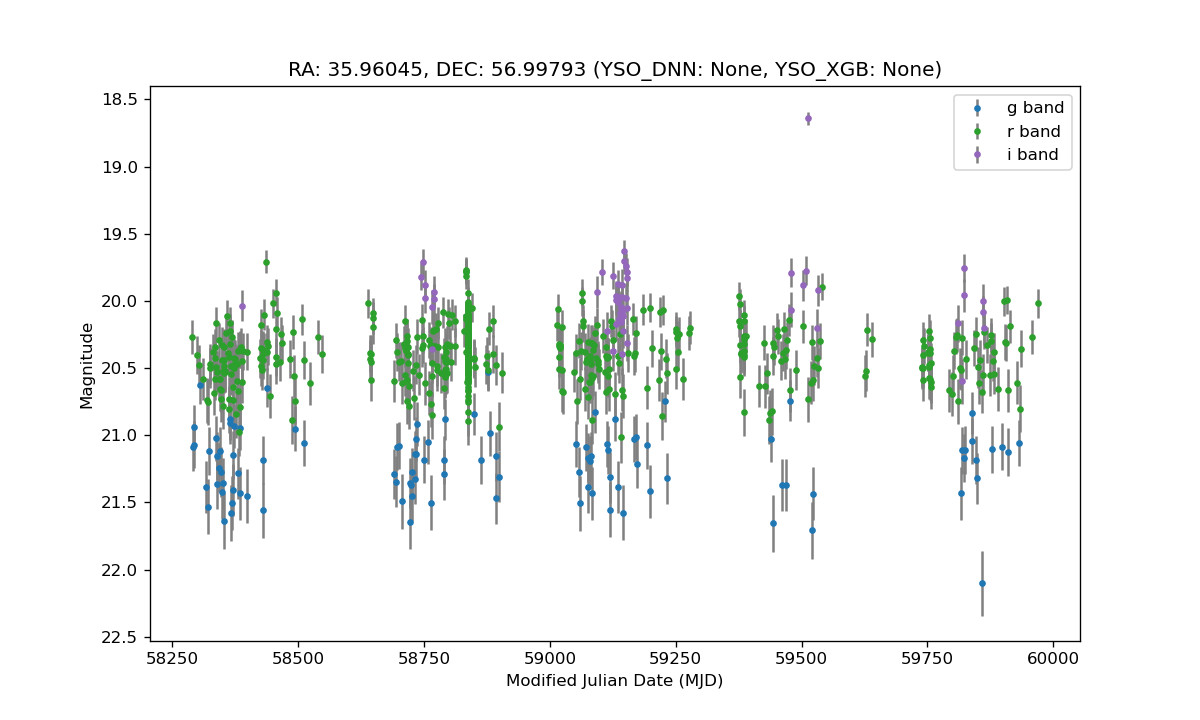 RA: 35.96045, DEC: 56.99793 (YSO_DNN: None, YSO_XGB: None)
g band
r band
i band
Magnitude
18.5
19.0
19.5
20.0
20.5
21.0
21.5
22.0
22.5
58250
58500
58750
59000
59250
59500
59750
60000
Modified Julian Date (MJD)